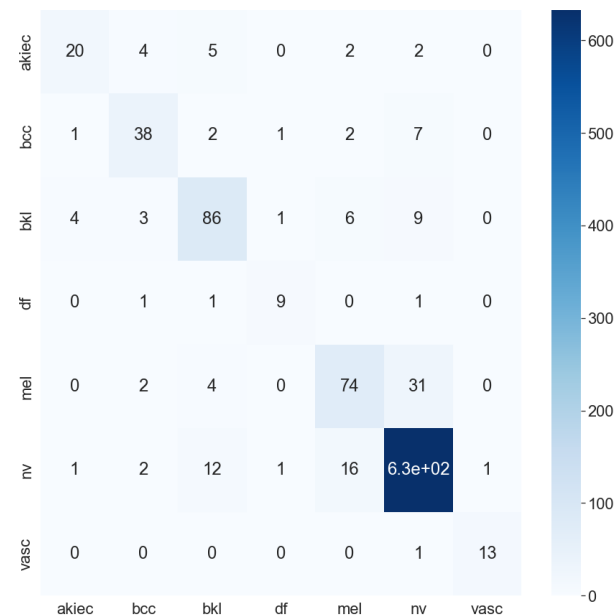 akiec 20 4 5 0 2 2 0
bcc 1 38 2 1 2 7 0
bkl 4 3 86 1 6 9 0
df 0 1 1 9 0 1 0
mel 0 2 4 0 74 31 0
nv 1 2 12 1 16 6.3e+02 1
vasc 0 0 0 0 0 1 13
akiec bcc bkl df mel nv vasc
600
500
400
300
200
100
0